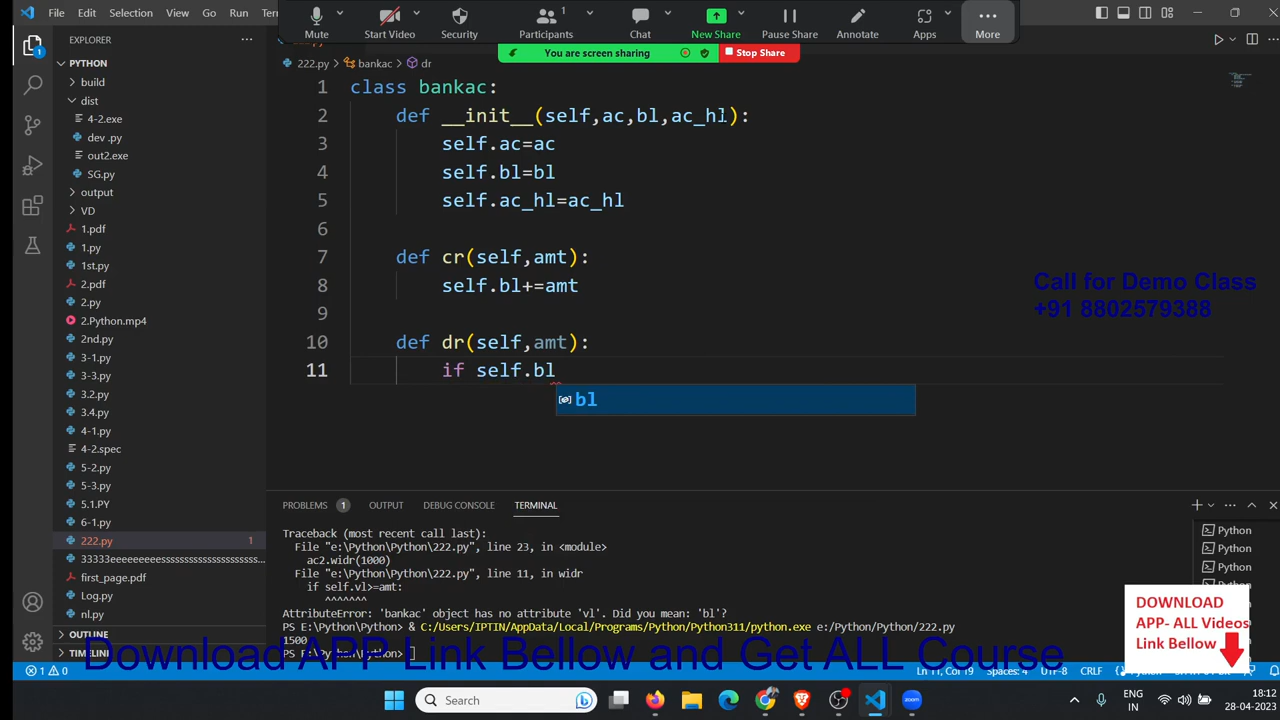 File Edit Selection View Go Run Ter
Mute Start Video Security Participants 1 Chat New Share Pause Share Annotate Apps More
You are screen sharing Stop Share
EXPLORER
PYTHON
build
dist
4-2.exe
dev .py
out2.exe
SG.py
output
VD
1.pdf
1.py
1st.py
2.pdf
2.py
2.Python.mp4
2nd.py
3-1.py
3-3.py
3.2.py
3.4.py
4-1.py
4-2.spec
5-2.py
5-3.py
5.1.PY
6-1.py
222.py 1
33333eeeeeeeesssssssssssssssssss...
first_page.pdf
Log.py
nl.py
OUTLINE
TIMELINE
222.py > bankac > dr
1 class bankac:
2 def __init__(self,ac,bl,ac_hl):
3 self.ac=ac
4 self.bl=bl
5 self.ac_hl=ac_hl
6
7 def cr(self,amt):
8 self.bl+=amt
9
10 def dr(self,amt):
11 if self.bl
bl
Call for Demo Class
+91 8802579388
PROBLEMS 1 OUTPUT DEBUG CONSOLE TERMINAL
Traceback (most recent call last):
File "e:\Python\Python\222.py", line 23, in <module>
ac2.widr(1000)
File "e:\Python\Python\222.py", line 11, in widr
if self.vl>=amt:
^^^^^^^
AttributeError: 'bankac' object has no attribute 'vl'. Did you mean: 'bl'?
PS E:\Python\Python> & C:/Users/IPTIN/AppData/Local/Programs/Python/Python311/python.exe e:/Python/Python/222.py
1500
PS E:\Python\Python>
Python
Python
Python
DOWNLOAD
APP- ALL Videos
Link Bellow
Download APP Link Bellow and Get ALL Course
1 0 Ln 11, Col 19 Spaces: 4 UTF-8 CRLF Python
Search
zoom
ENG
IN
18:12
28-04-2023